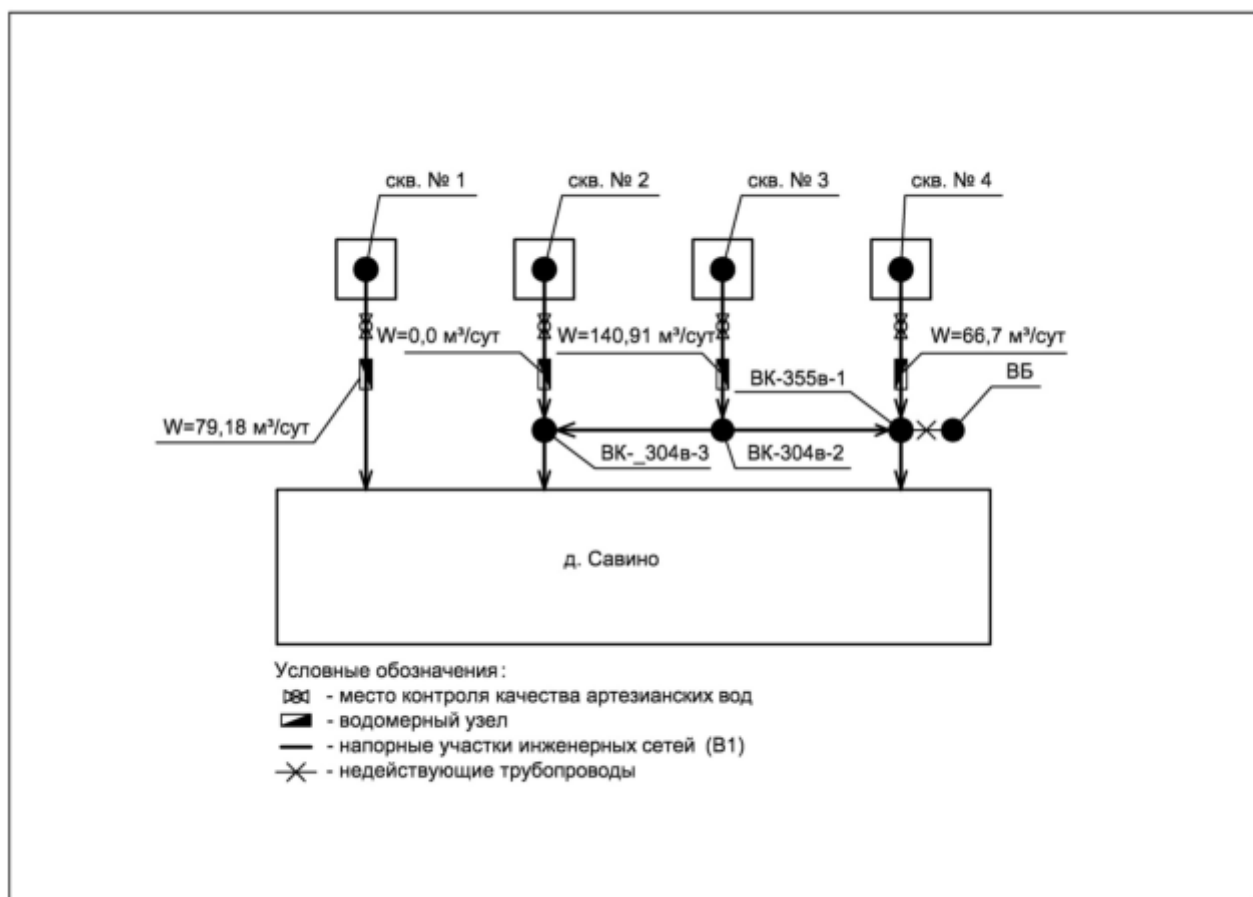 скв. № 1
скв. № 2
скв. № 3
скв. № 4
W=0,0 м³/сут
W=140,91 м³/сут
W=66,7 м³/сут
ВК-355в-1
ВБ
W=79,18 м³/сут
ВК-_304в-3
ВК-304в-2
д. Савино
Условные обозначения:
- место контроля качества артезианских вод
- водомерный узел
- напорные участки инженерных сетей (В1)
- недействующие трубопроводы